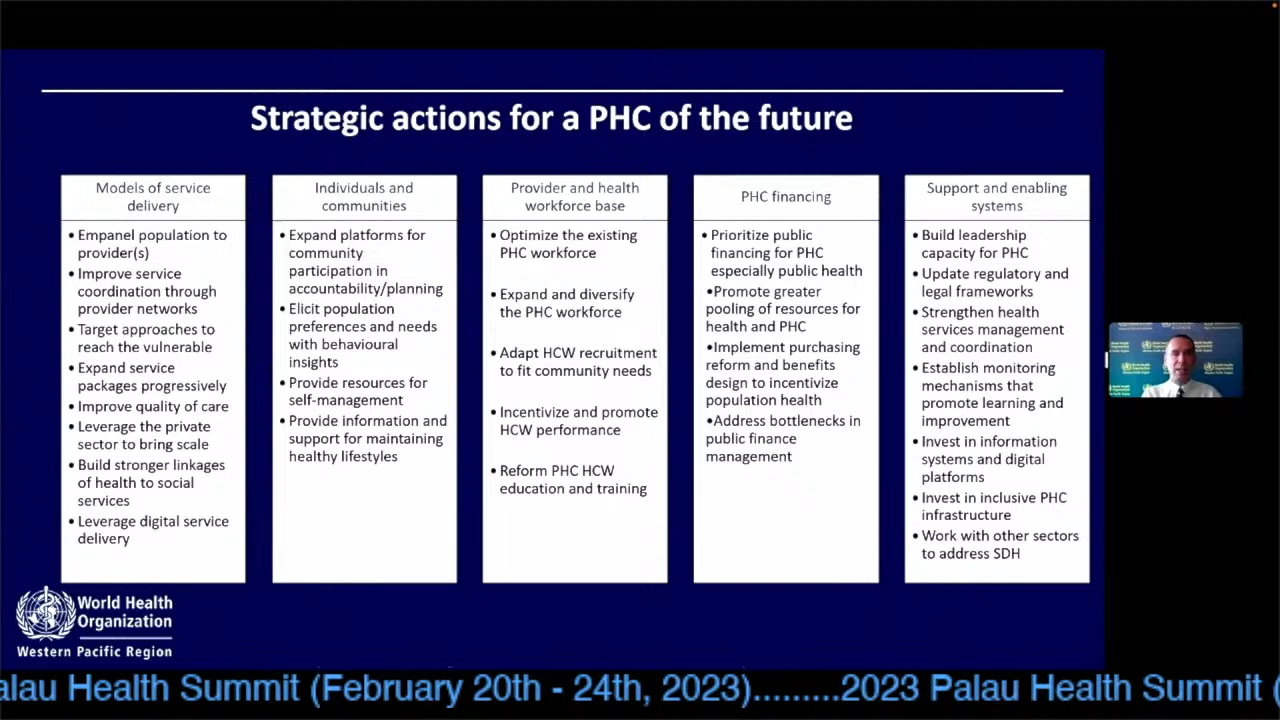 Strategic actions for a PHC of the future
Models of service
delivery
• Empanel population to
provider(s)
• Improve service
coordination through
provider networks
• Target approaches to
reach the vulnerable
• Expand service
packages progressively
• Improve quality of care
• Leverage the private
sector to bring scale
• Build stronger linkages
of health to social
services
• Leverage digital service
delivery
Individuals and
communities
• Expand platforms for
community
participation in
accountability/planning
• Elicit population
preferences and needs
with behavioural
insights
• Provide resources for
self-management
• Provide information and
support for maintaining
healthy lifestyles
Provider and health
workforce base
• Optimize the existing
PHC workforce
• Expand and diversify
the PHC workforce
• Adapt HCW recruitment
to fit community needs
• Incentivize and promote
HCW performance
• Reform PHC HCW
education and training
PHC financing
• Prioritize public
financing for PHC
especially public health
•Promote greater
pooling of resources for
health and PHC
•Implement purchasing
reform and benefits
design to incentivize
population health
•Address bottlenecks in
public finance
management
Support and enabling
systems
• Build leadership
capacity for PHC
• Update regulatory and
legal frameworks
• Strengthen health
services management
and coordination
• Establish monitoring
mechanisms that
promote learning and
improvement
• Invest in information
systems and digital
platforms
• Invest in inclusive PHC
infrastructure
• Work with other sectors
to address SDH
World Health
Organization
Western Pacific Region
alau Health Summit (February 20th - 24th, 2023).........2023 Palau Health Summit (